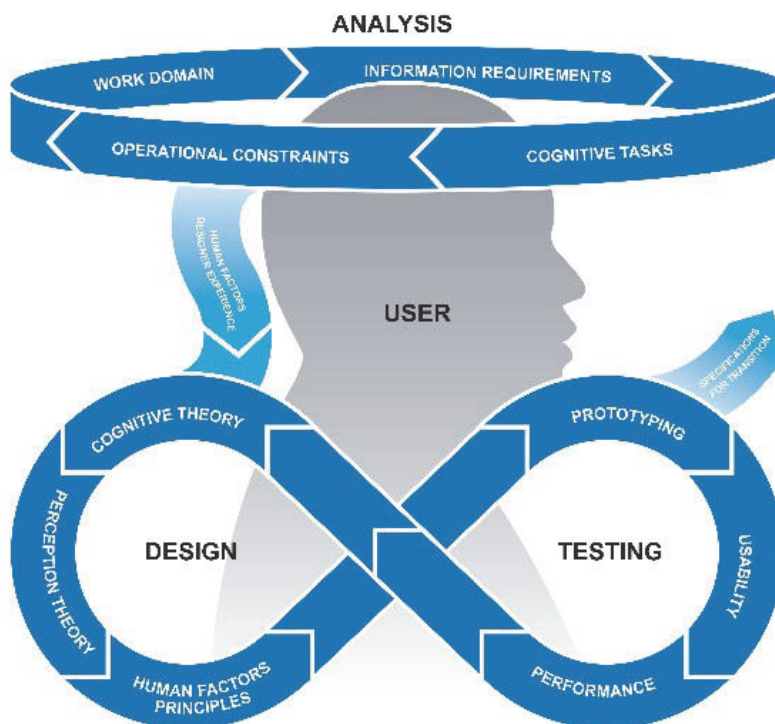 ANALYSIS
WORK DOMAIN
INFORMATION REQUIREMENTS
OPERATIONAL CONSTRAINTS
COGNITIVE TASKS
HUMAN FACTORS
DESIGNER EXPERIENCE
USER
SPECIFICATIONS
FOR TRANSITION
COGNITIVE THEORY
PROTOTYPING
PERCEPTION THEORY
DESIGN
TESTING
USABILITY
HUMAN FACTORS
PRINCIPLES
PERFORMANCE